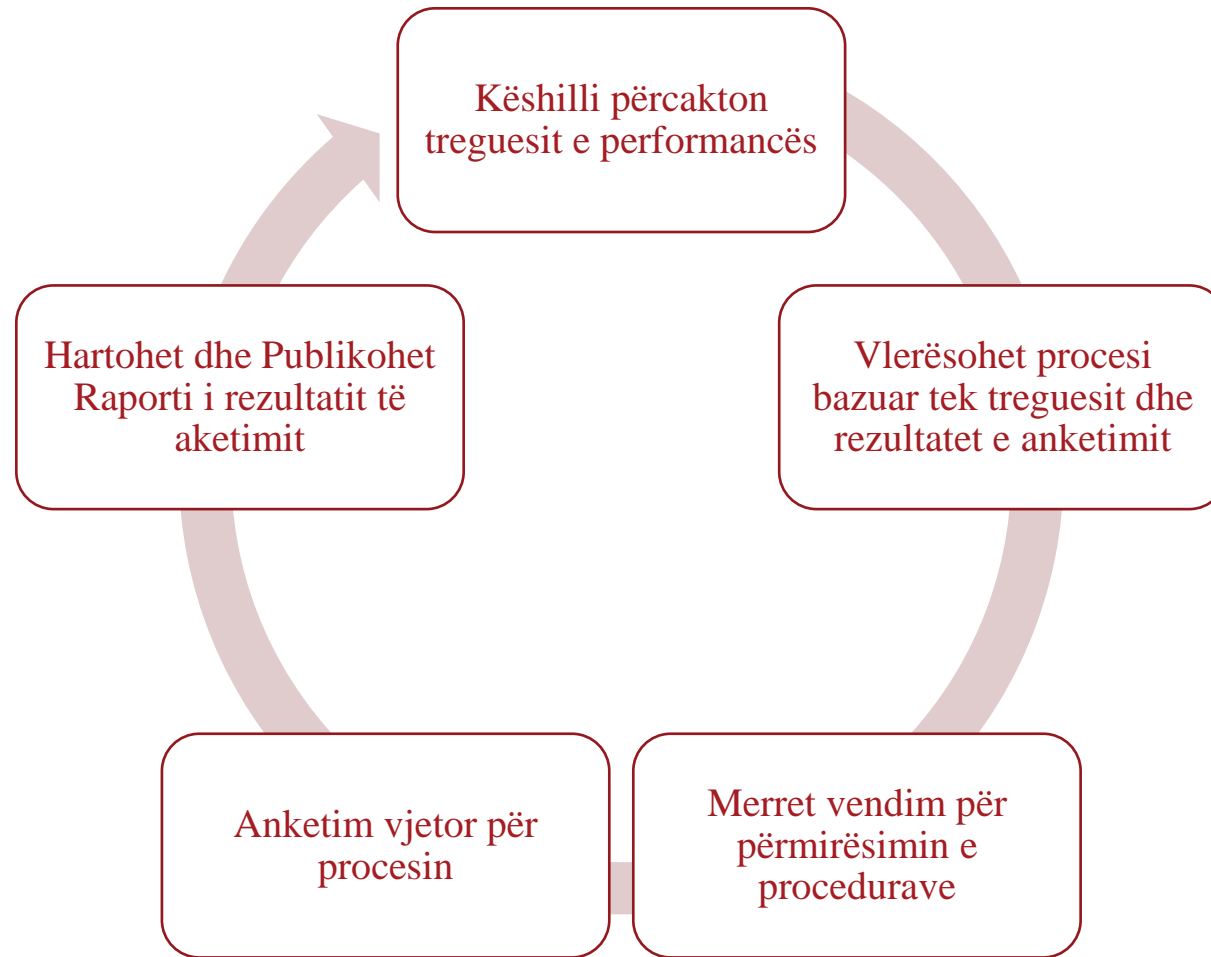 Këshilli përcakton
treguesit e performancës
Vlerësohet procesi
bazuar tek treguesit dhe
rezultatet e anketimit
Merret vendim për
përmirësimin e
procedurave
Anketim vjetor për
procesin
Hartohet dhe Publikohet
Raporti i rezultatit të
aketimit